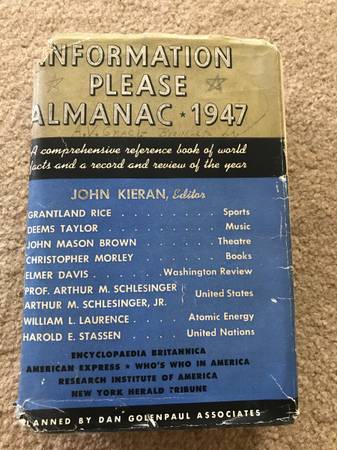 INFORMATION
PLEASE
ALMANAC ★ 1947
A comprehensive reference book of world
facts and a record and review of the year
JOHN KIERAN, Editor
GRANTLAND RICE . . . . . . . Sports
DEEMS TAYLOR . . . . . . . Music
JOHN MASON BROWN . . . . . . Theatre
CHRISTOPHER MORLEY . . . . . . Books
ELMER DAVIS . . . . . Washington Review
PROF. ARTHUR M. SCHLESINGER
ARTHUR M. SCHLESINGER, JR.
United States
WILLIAM L. LAURENCE . . . Atomic Energy
HAROLD E. STASSEN . . . . United Nations
ENCYCLOPAEDIA BRITANNICA
AMERICAN EXPRESS • WHO'S WHO IN AMERICA
RESEARCH INSTITUTE OF AMERICA
NEW YORK HERALD TRIBUNE
PLANNED BY DAN GOLENPAUL ASSOCIATES